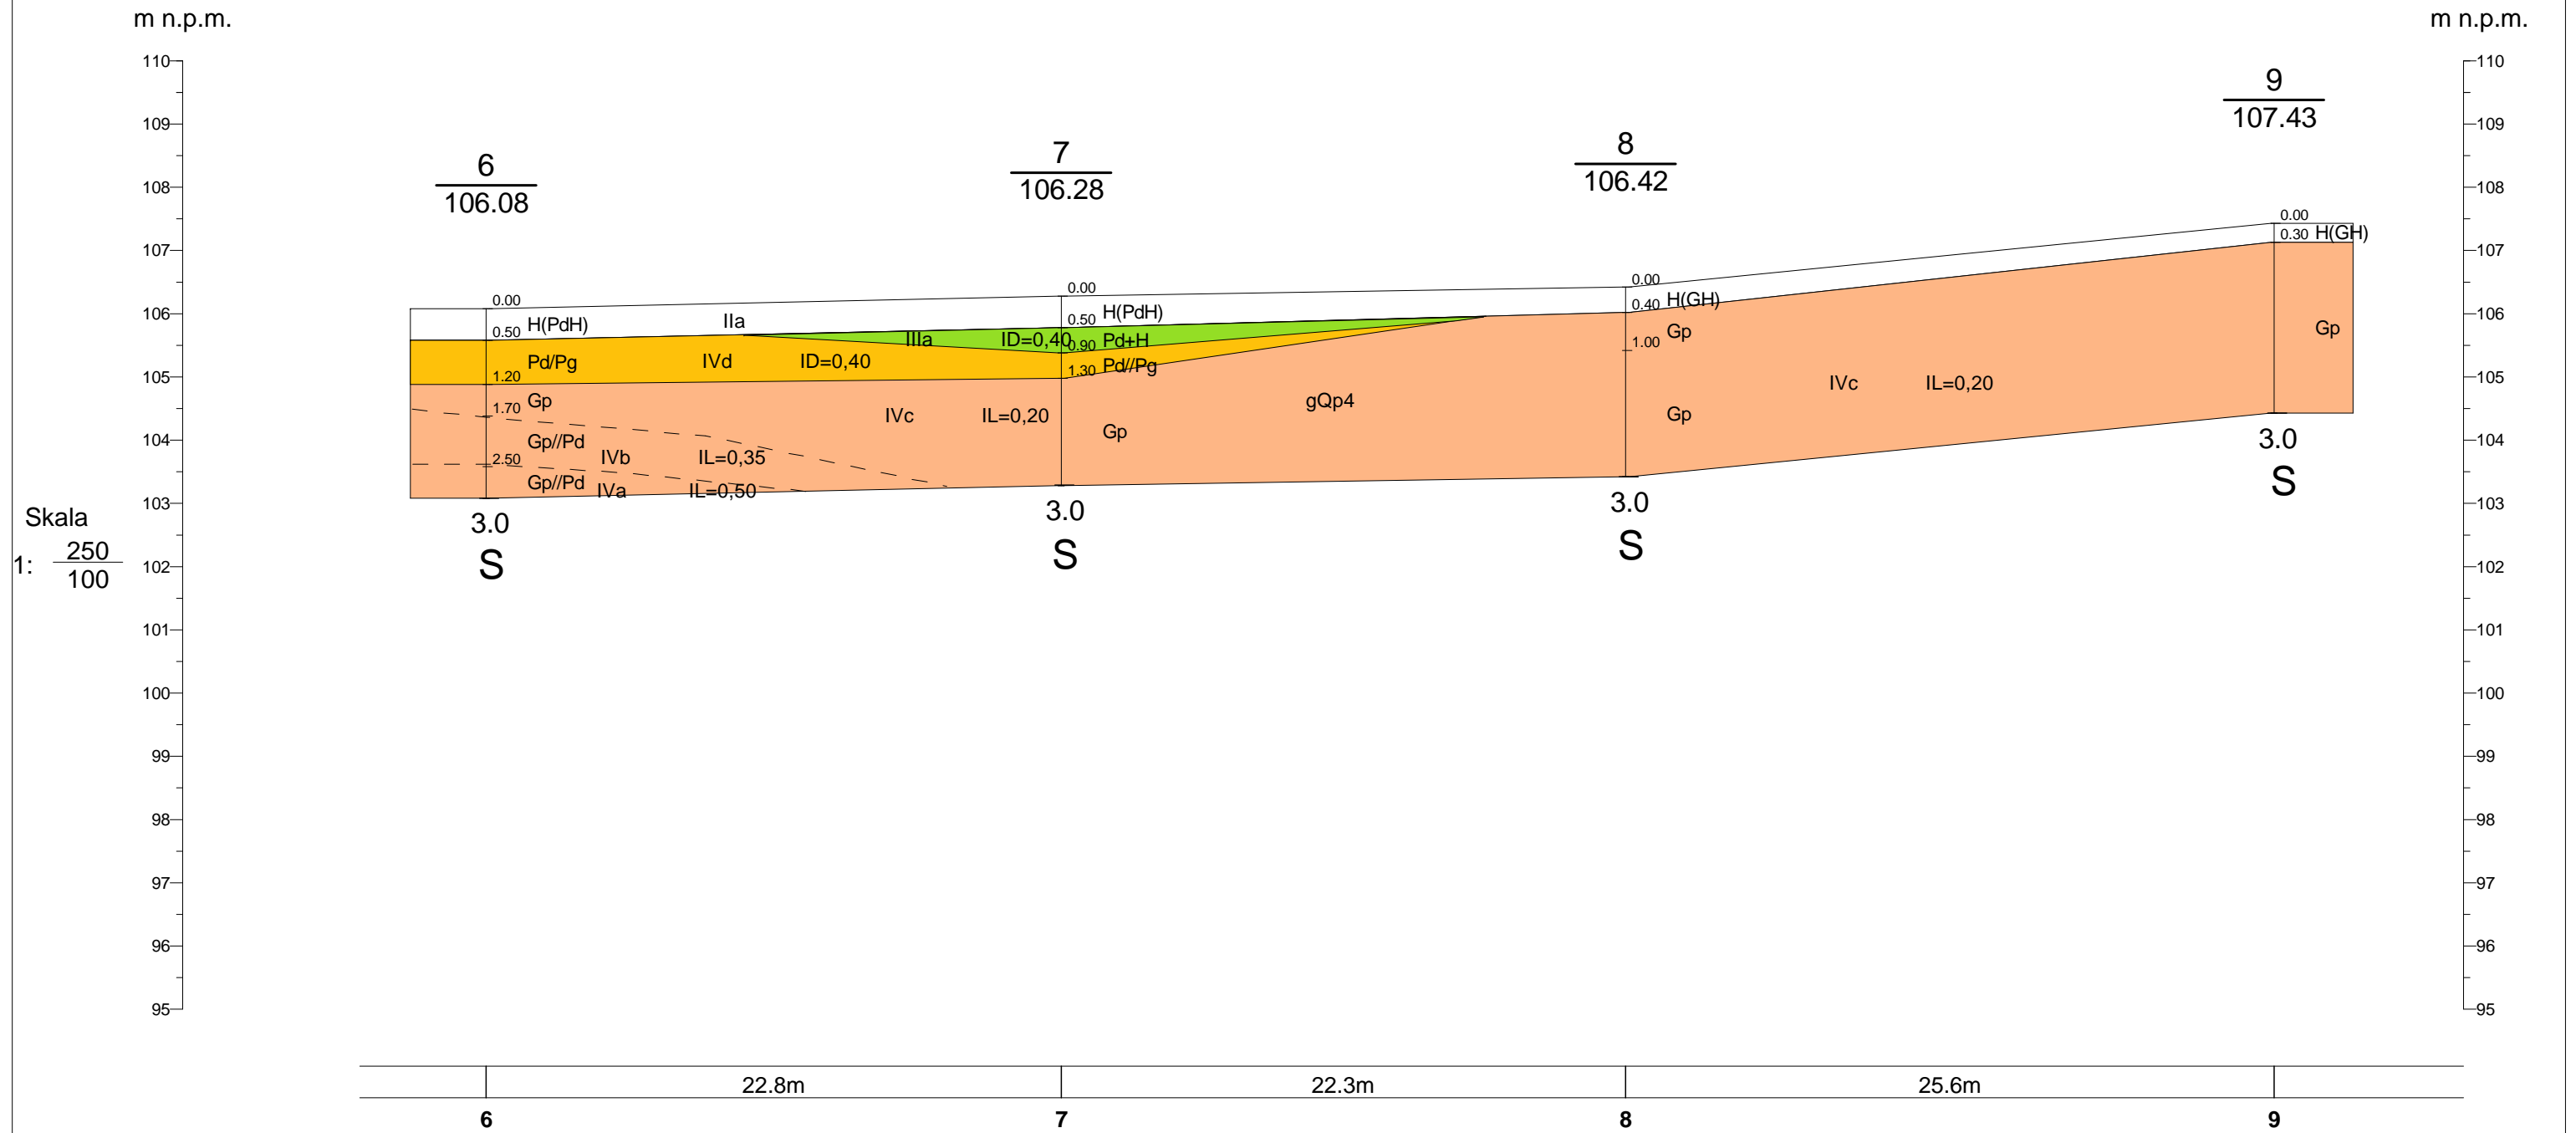 m n.p.m.
m n.p.m.
110
109
108
107
106
105
104
103
102
101
100
99
98
97
96
95
Skala
1: 250
100
6
106.08
7
106.28
8
106.42
9
107.43
0.00
0.50
1.20
1.70
2.50
H(PdH)
Pd/Pg
Gp
Gp//Pd
Gp//Pd
3.0
S
IIa
IVd ID=0,40
IIIa ID=0,40
IVc IL=0,20
IVb IL=0,35
IVa IL=0,50
0.00
0.50
0.90
1.30
H(PdH)
Pd+H
Pd//Pg
Gp
3.0
S
gQp4
0.00
0.40
1.00
H(GH)
Gp
Gp
3.0
S
IVc IL=0,20
0.00
0.30
H(GH)
Gp
3.0
S
110
109
108
107
106
105
104
103
102
101
100
99
98
97
96
95
22.8m 22.3m 25.6m
6 7 8 9